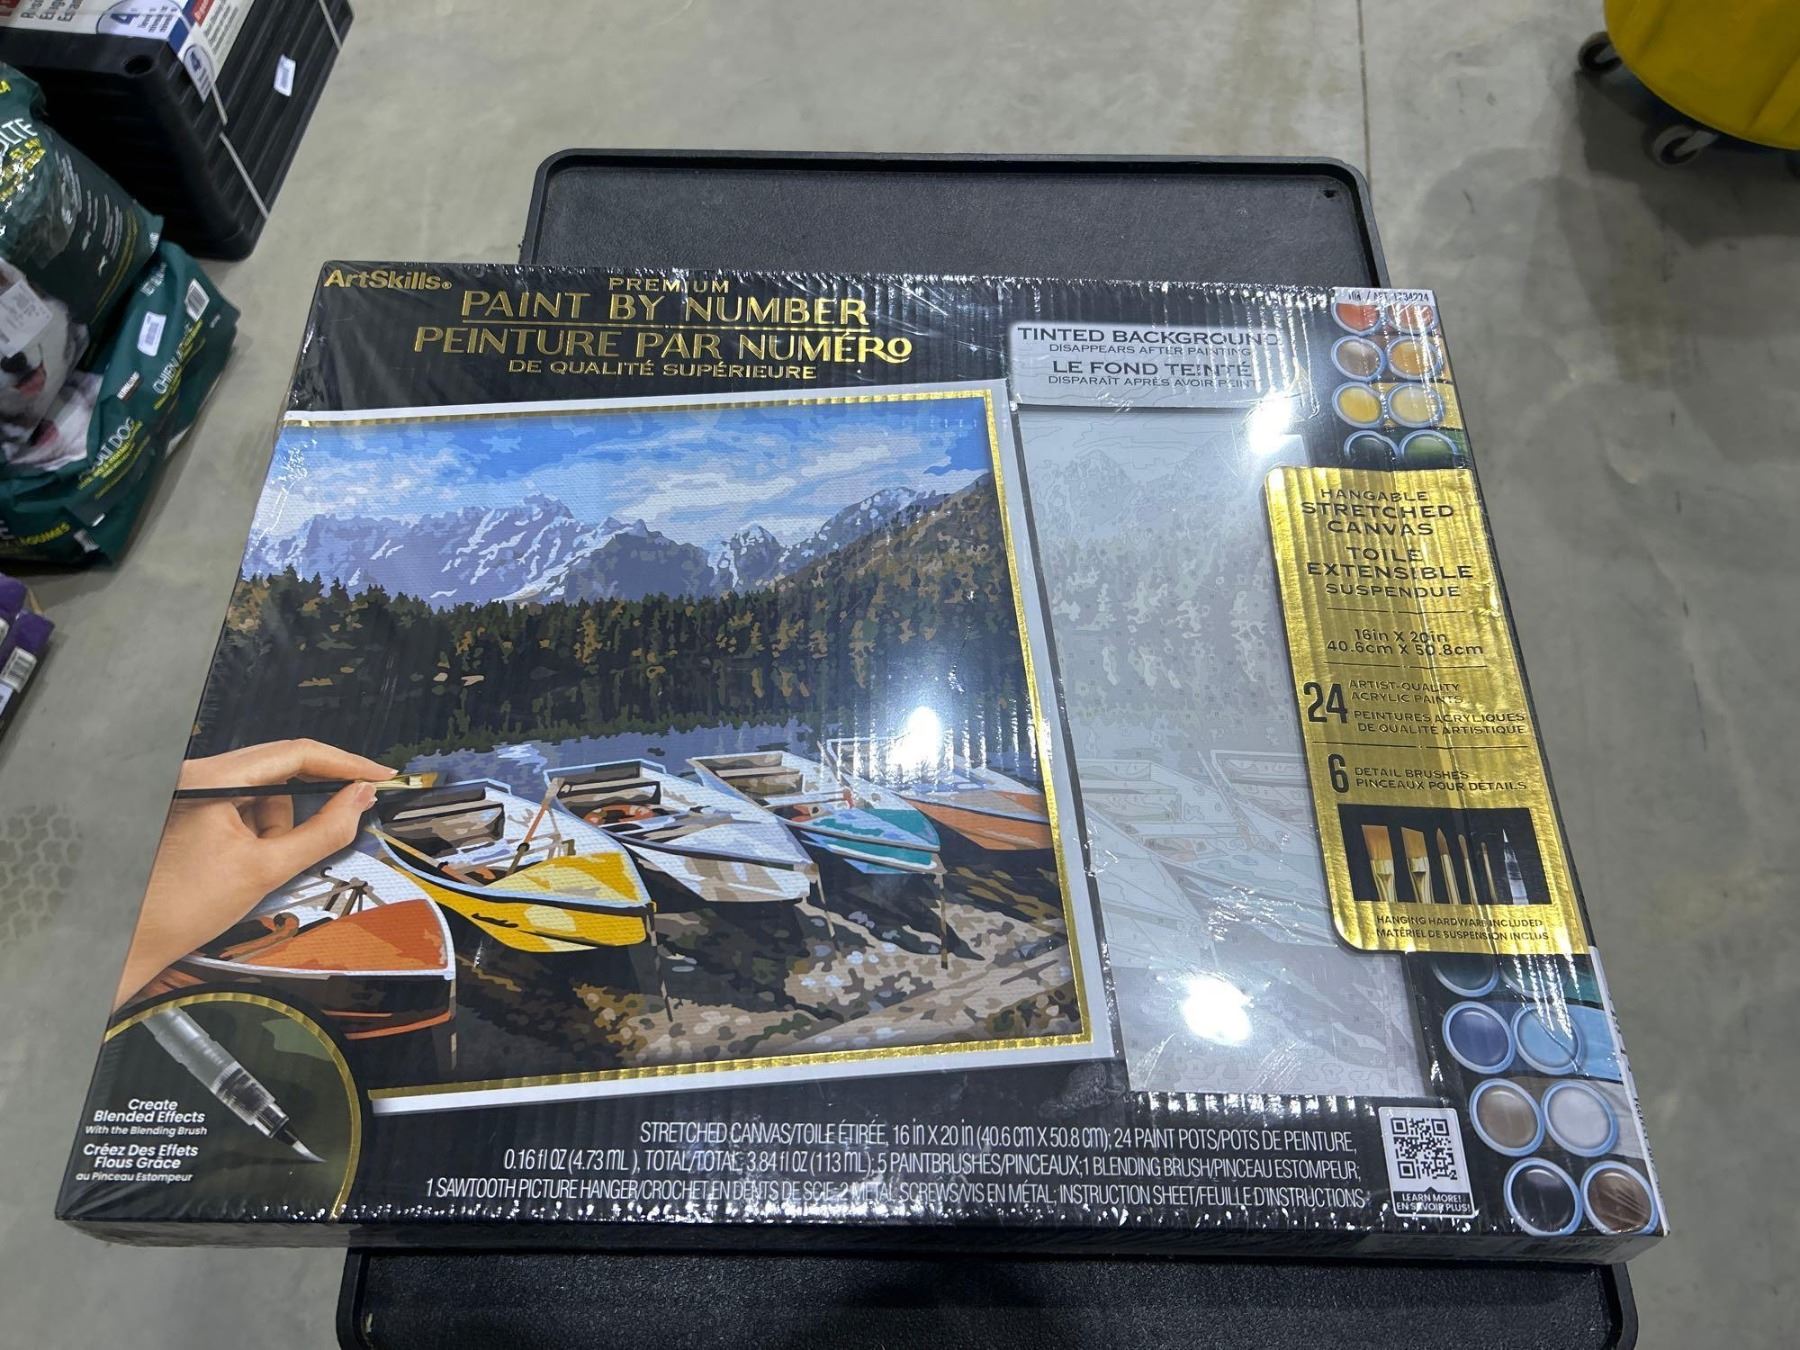 ArtSkills®
PREMIUM
PAINT BY NUMBER
PEINTURE PAR NUMÉRO
DE QUALITÉ SUPÉRIEURE
TINTED BACKGROUND
DISAPPEARS AFTER PAINTING
LE FOND TEINTÉ
DISPARAÎT APRÈS AVOIR PEINT
HANGABLE
STRETCHED
CANVAS
TOILE
EXTENSIBLE
SUSPENDUE
16in X 20in
40.6cm X 50.8cm
24 ARTIST-QUALITY
ACRYLIC PAINTS
PEINTURES ACRYLIQUES
DE QUALITÉ ARTISTIQUE
6 DETAIL BRUSHES
PINCEAUX POUR DÉTAILS
HANGING HARDWARE INCLUDED
MATÉRIEL DE SUSPENSION INCLUS
Create
Blended Effects
With the Blending Brush
Créez Des Effets
Flous Grâce
au Pinceau Estompeur
STRETCHED CANVAS/TOILE ÉTIRÉE, 16 in X 20 in (40.6 cm X 50.8 cm); 24 PAINT POTS/POTS DE PEINTURE,
0.16 fl OZ (4.73 mL), TOTAL/TOTAL 3.84 fl OZ (113 mL); 5 PAINTBRUSHES/PINCEAUX; 1 BLENDING BRUSH/PINCEAU ESTOMPEUR;
1 SAWTOOTH PICTURE HANGER/CROCHET EN DENTS DE SCIE; 2 METAL SCREWS/VIS EN MÉTAL; INSTRUCTION SHEET/FEUILLE D'INSTRUCTIONS
LEARN MORE!
EN SAVOIR PLUS!
ADULT DOG